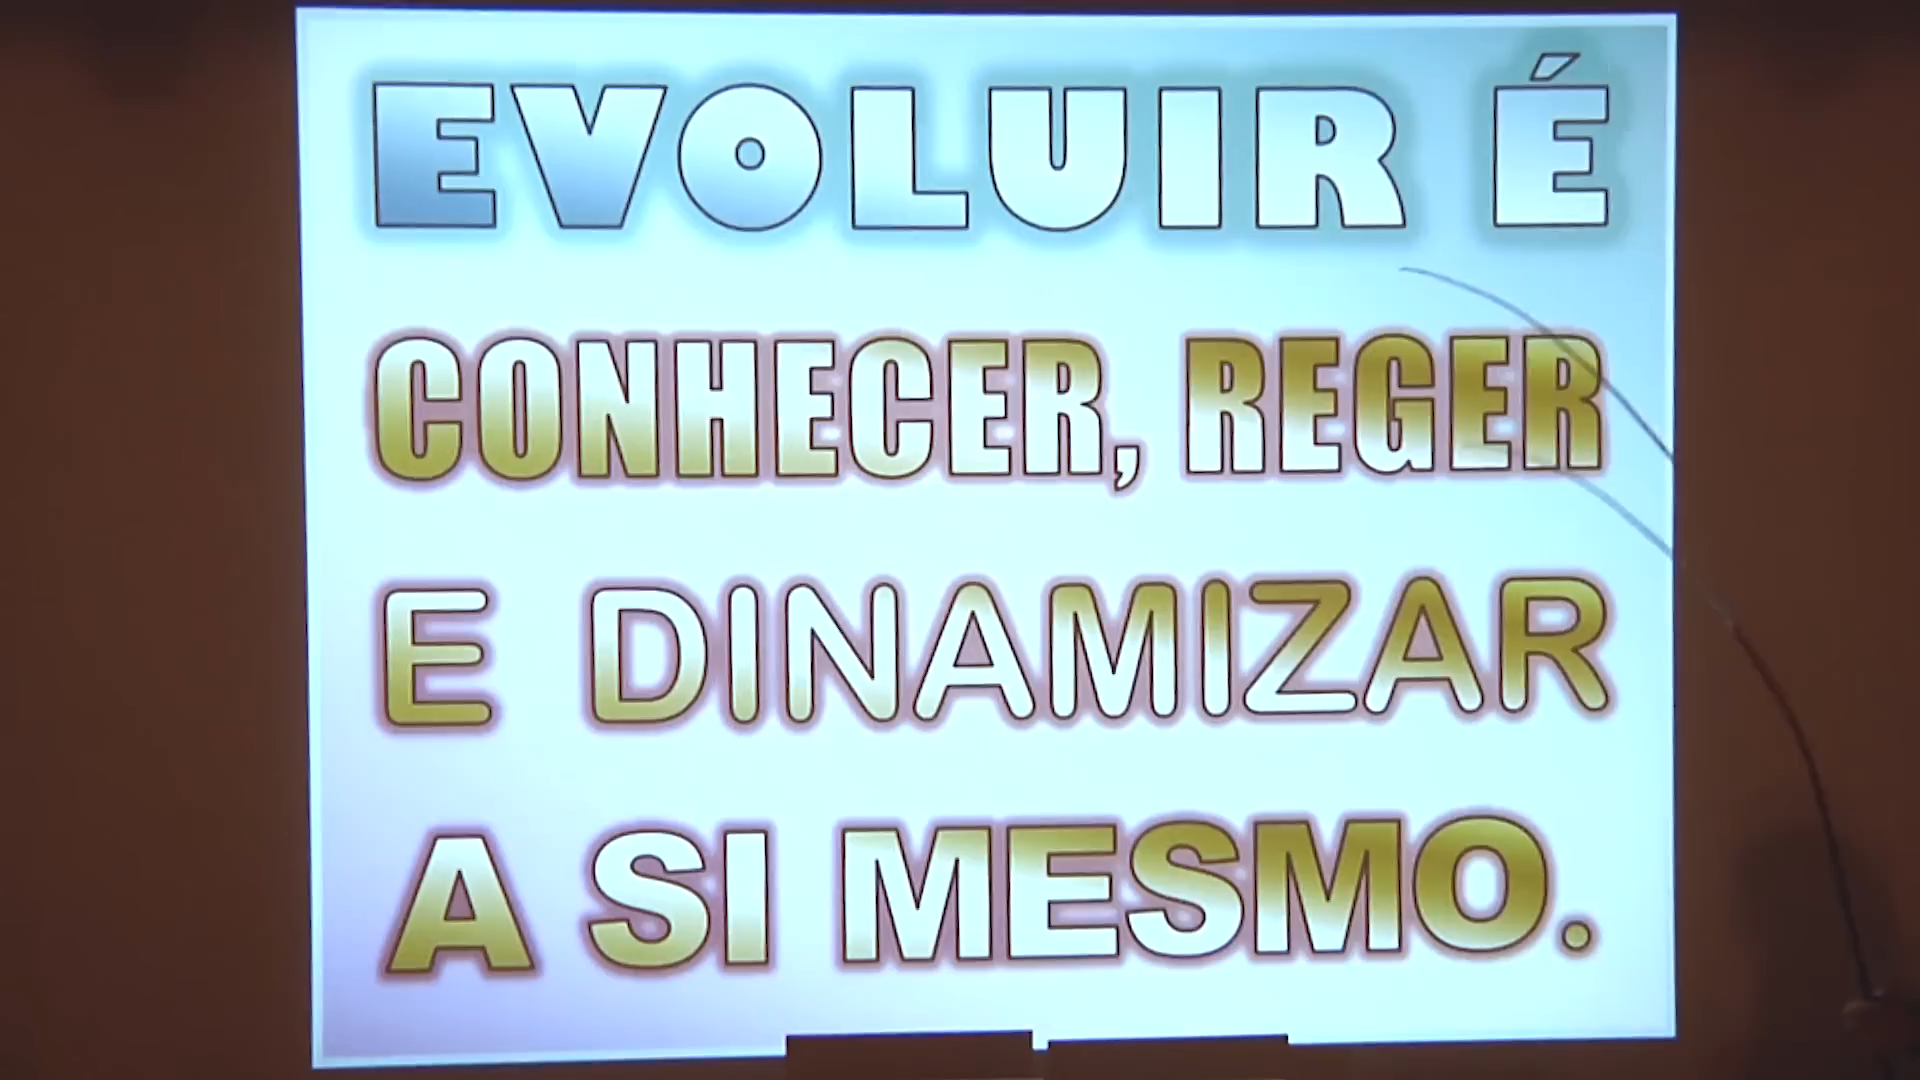 EVOLUIR É
CONHECER, REGER
E DINAMIZAR
A SI MESMO.